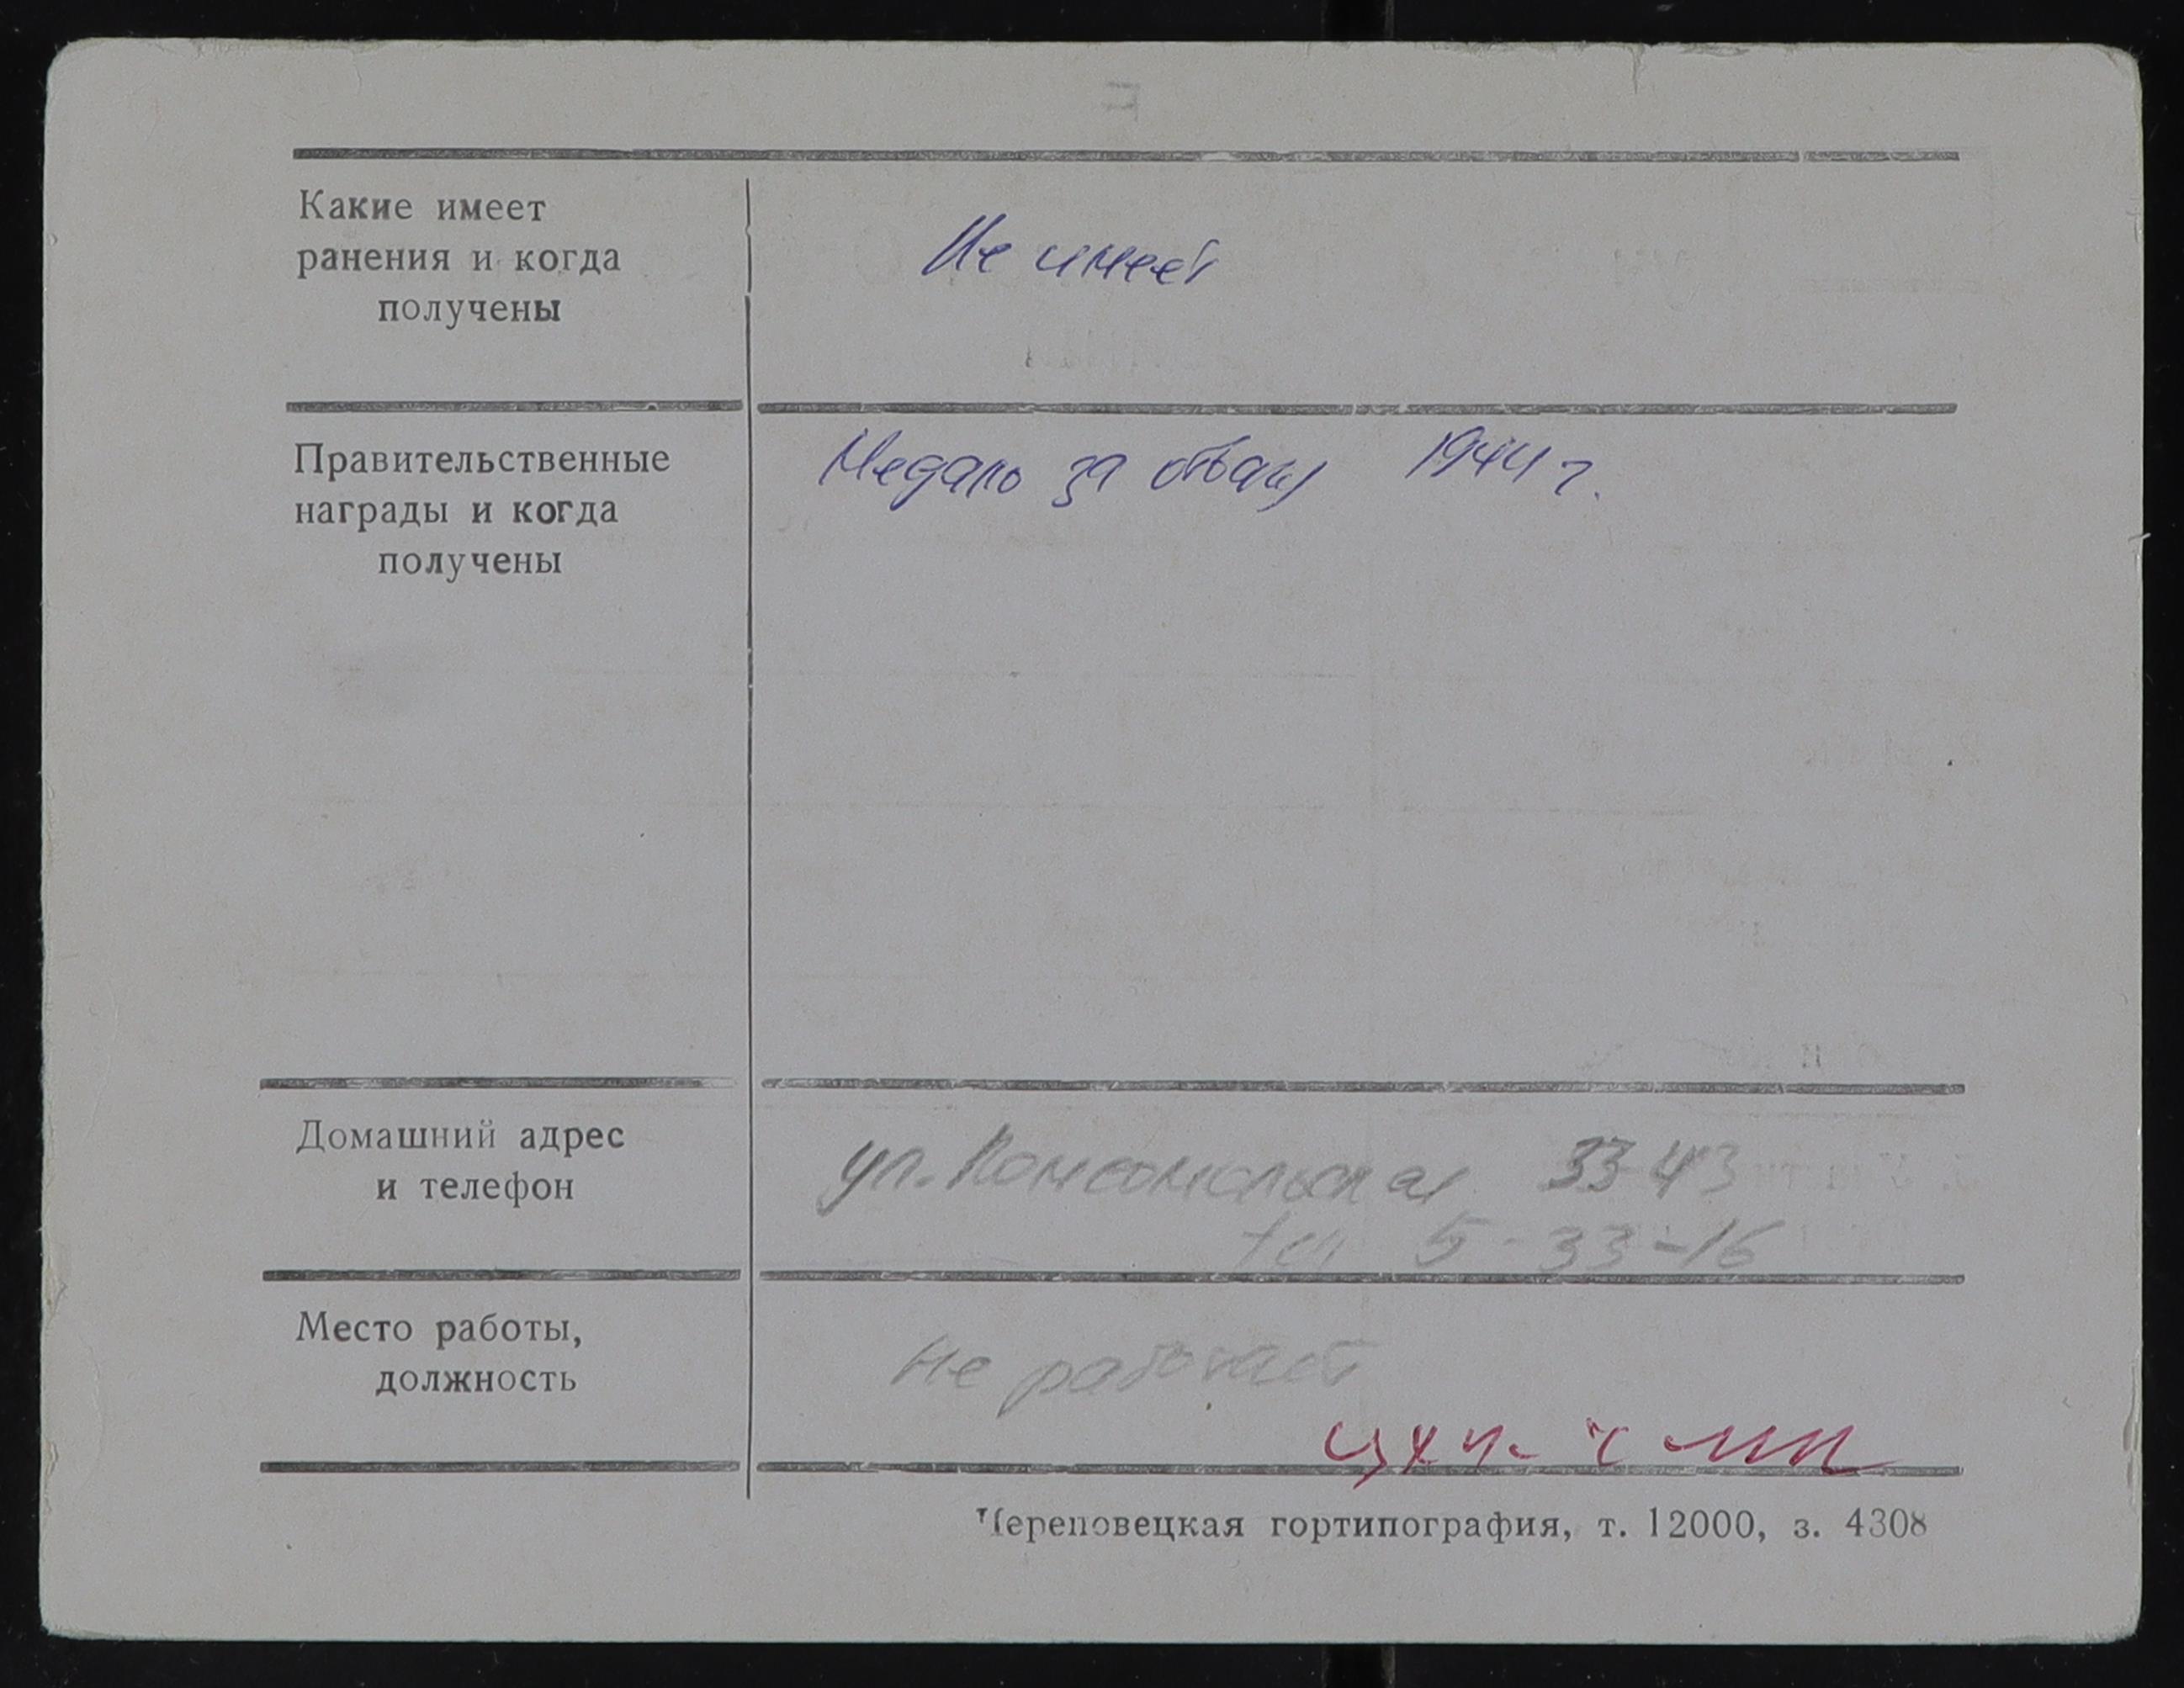 Какие имеет
ранения и когда
получены
Не имеет
Правительственные
награды и когда
получены
Медаль за отвагу 1944 г.
Домашний адрес
и телефон
ул. Комсомольская 33-43
тел 5-33-16
Место работы,
должность
не работает
Череповецкая гортипография, т. 12000, з. 4308